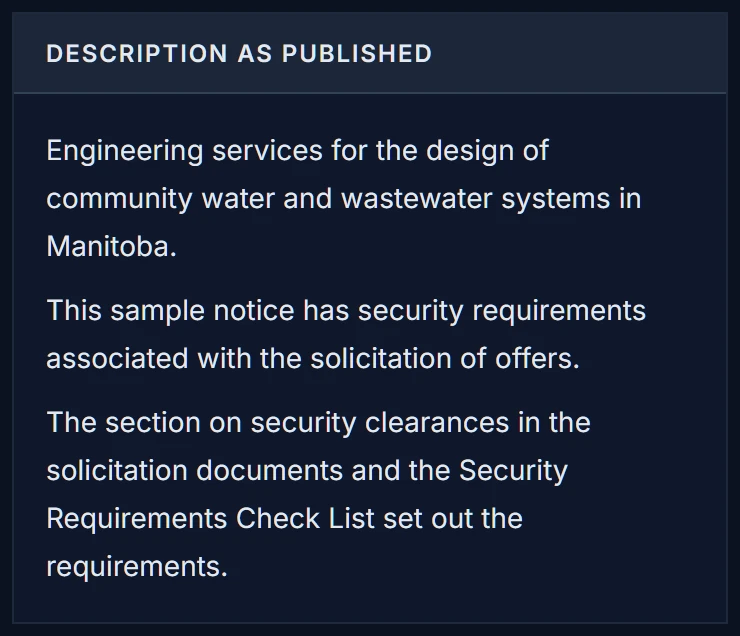 DESCRIPTION AS PUBLISHED
Engineering services for the design of
community water and wastewater systems in
Manitoba.
This sample notice has security requirements
associated with the solicitation of offers.
The section on security clearances in the
solicitation documents and the Security
Requirements Check List set out the
requirements.